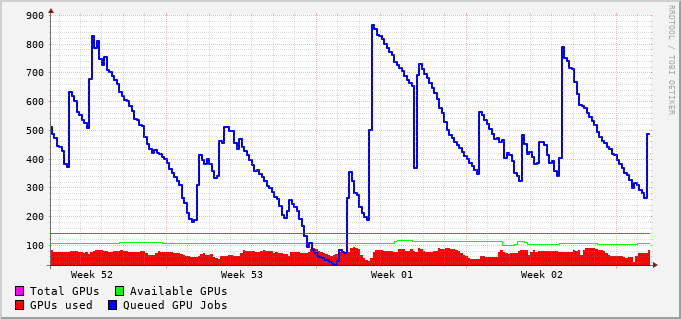 900
800
700
600
500
400
300
200
100
Week 52 Week 53 Week 01 Week 02
Total GPUs Available GPUs
GPUs used Queued GPU Jobs
RRDTOOL / TOBI OETIKER